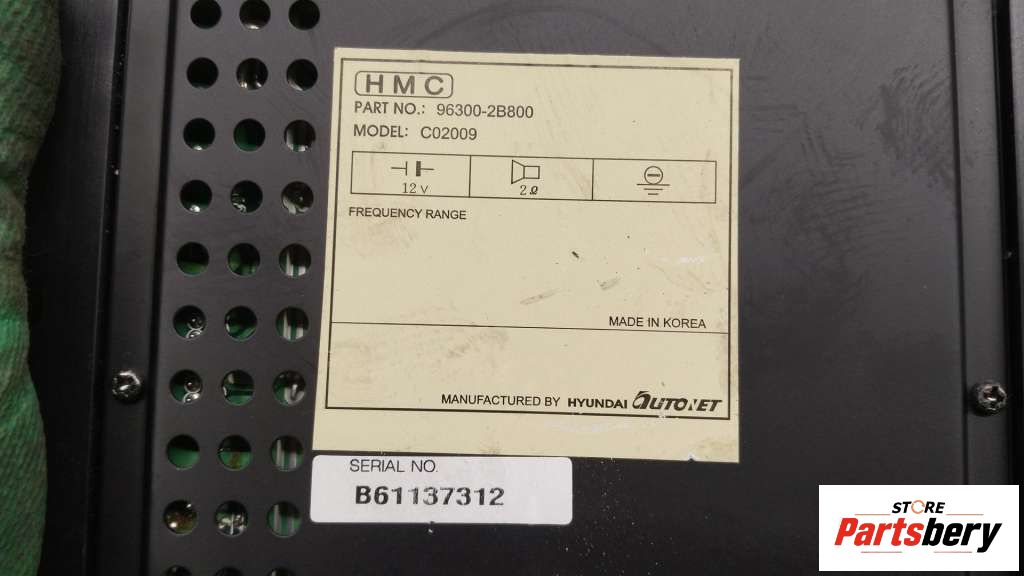 HMC
PART NO.: 96300-2B800
MODEL: C02009
12 V
2 Ω
FREQUENCY RANGE
MADE IN KOREA
MANUFACTURED BY HYUNDAI AUTONET
SERIAL NO.
B61137312
STORE
Partsbery